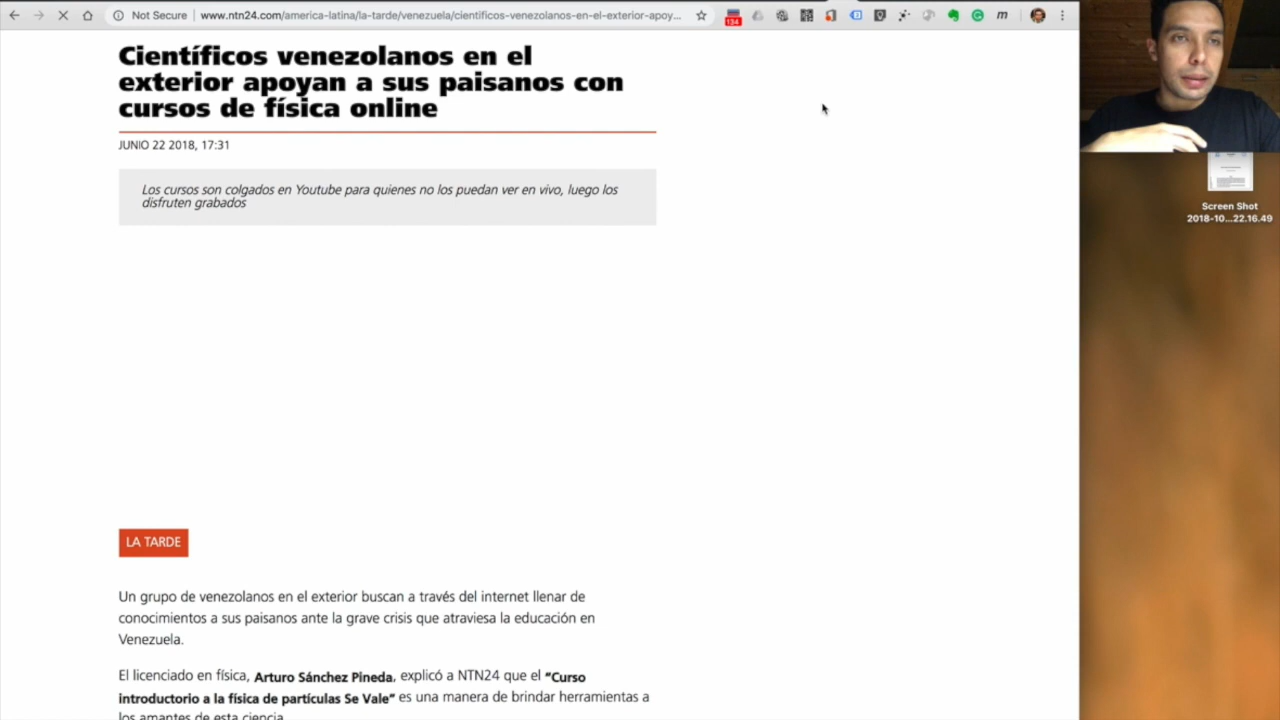 Not Secure
www.ntn24.com/america-latina/la-tarde/venezuela/cientificos-venezolanos-en-el-exterior-apoy...
134
m
Científicos venezolanos en el
exterior apoyan a sus paisanos con
cursos de física online
JUNIO 22 2018, 17:31
Los cursos son colgados en Youtube para quienes no los puedan ver en vivo, luego los
disfruten grabados
Screen Shot
2018-10...22.16.49
LA TARDE
Un grupo de venezolanos en el exterior buscan a través del internet llenar de
conocimientos a sus paisanos ante la grave crisis que atraviesa la educación en
Venezuela.
El licenciado en física, Arturo Sánchez Pineda, explicó a NTN24 que el "Curso
introductorio a la física de partículas Se Vale" es una manera de brindar herramientas a
los amantes de esta ciencia